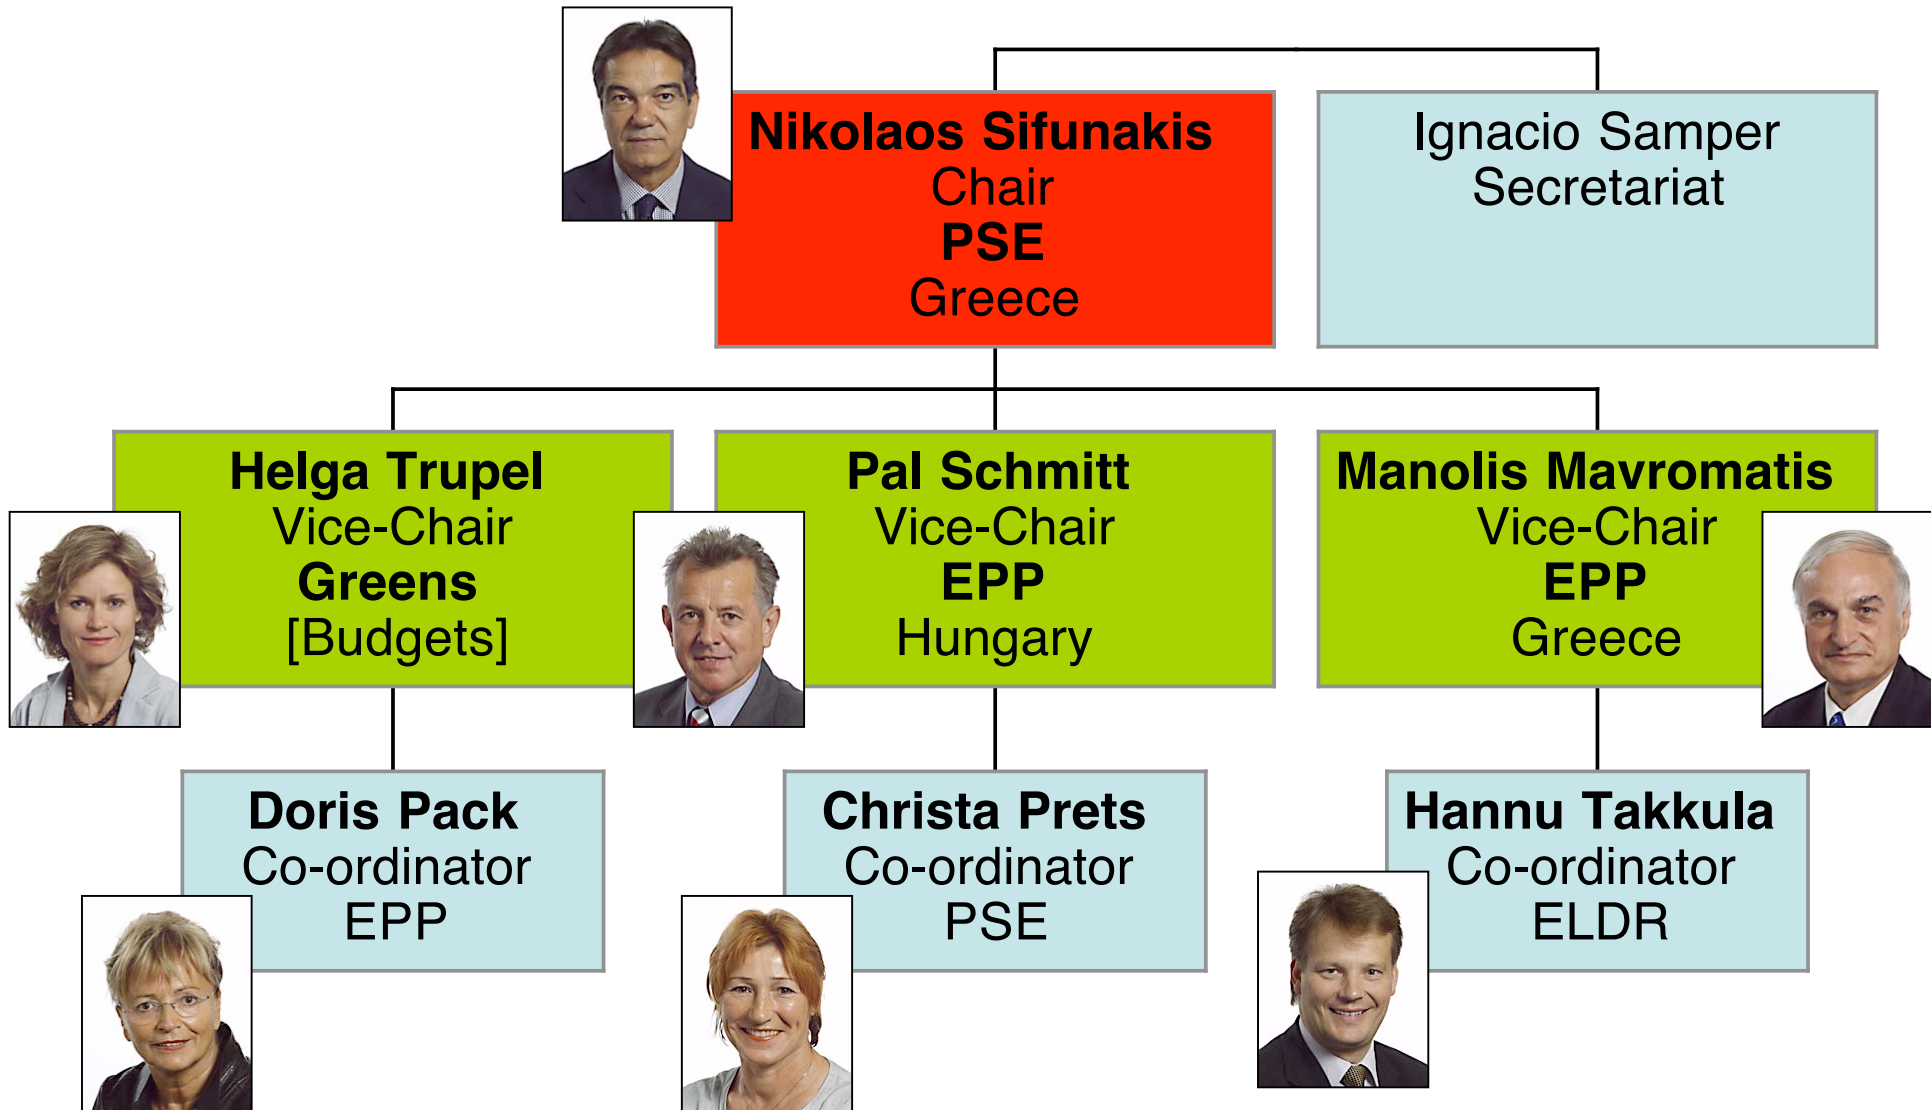 Nikolaos Sifunakis
Chair
PSE
Greece
Ignacio Samper
Secretariat
Helga Trupel
Vice-Chair
Greens
[Budgets]
Pal Schmitt
Vice-Chair
EPP
Hungary
Manolis Mavromatis
Vice-Chair
EPP
Greece
Doris Pack
Co-ordinator
EPP
Christa Prets
Co-ordinator
PSE
Hannu Takkula
Co-ordinator
ELDR